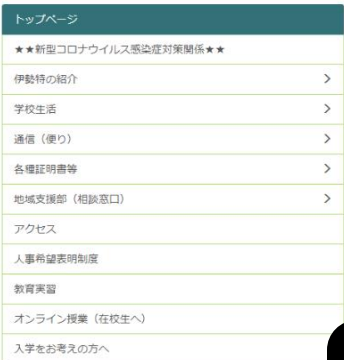 トップページ
★★新型コロナウイルス感染症対策関係★★
伊勢特の紹介
学校生活
通信（便り）
各種証明書等
地域支援部（相談窓口）
アクセス
人事希望表明制度
教育実習
オンライン授業（在校生へ）
入学をお考えの方へ